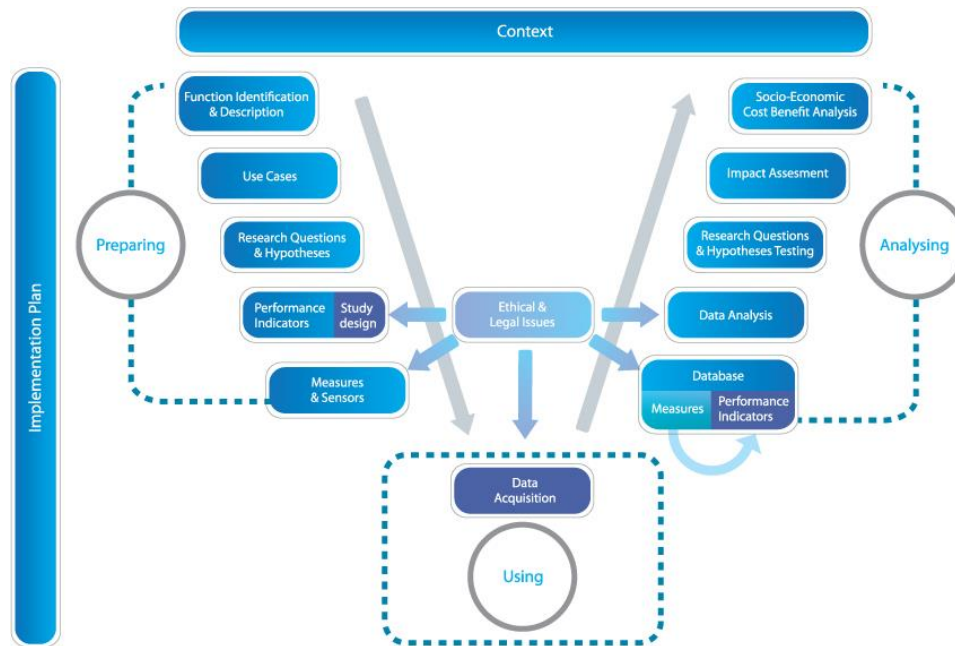 Context
Implementation Plan
Function Identification
& Description
Use Cases
Preparing
Research Questions
& Hypotheses
Performance
Indicators
Study
design
Measures
& Sensors
Ethical &
Legal Issues
Data
Acquisition
Using
Socio-Economic
Cost Benefit Analysis
Impact Assesment
Research Questions
& Hypotheses Testing
Analysing
Data Analysis
Database
Measures
Performance
Indicators